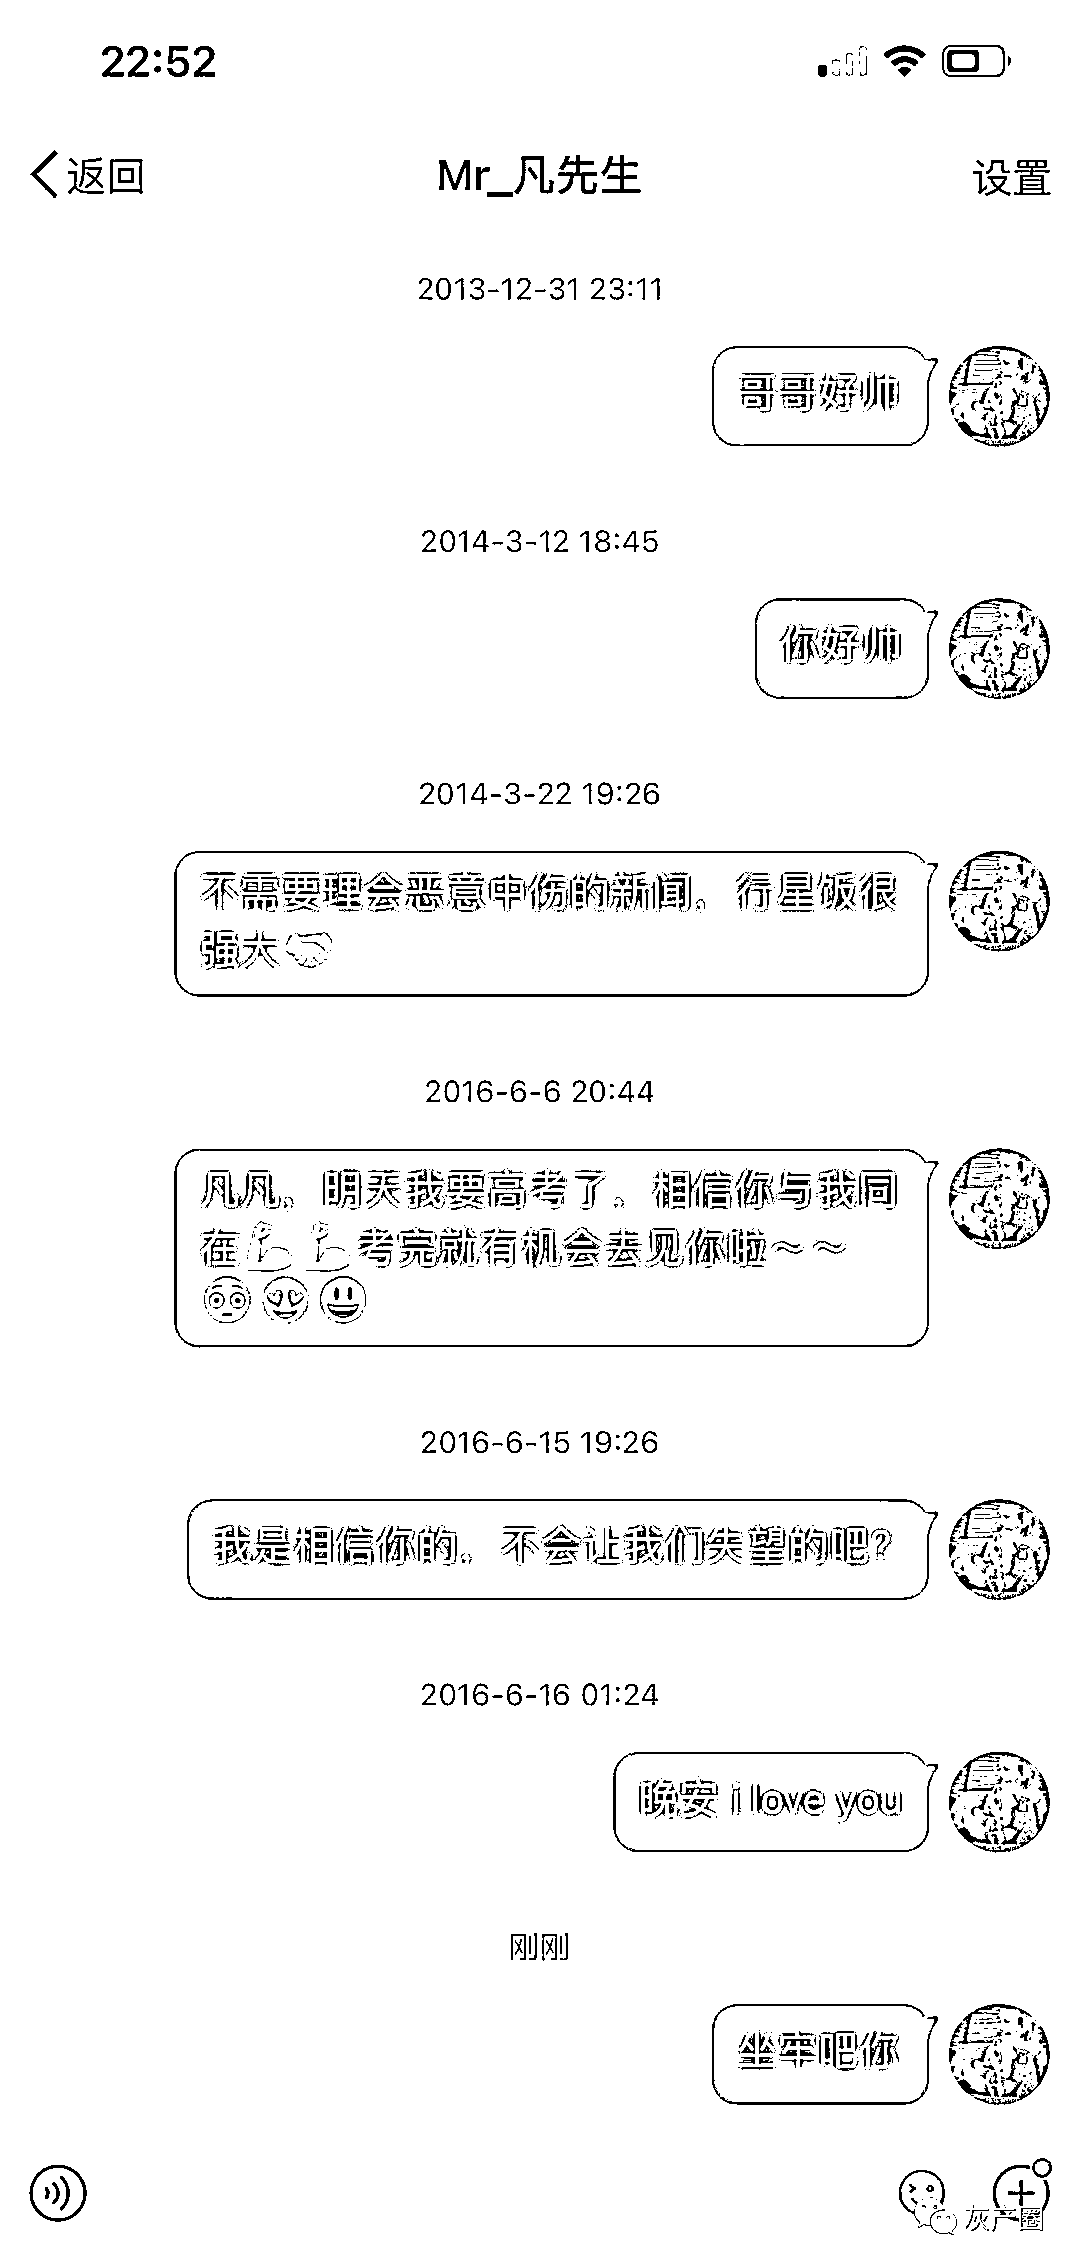 22:52
返回
Mr_凡先生
设置
2013-12-31 23:11
哥哥好帅
2014-3-12 18:45
你好帅
2014-3-22 19:26
不需要理会恶意中伤的新闻。行星饭很
强大🤝
2016-6-6 20:44
凡凡。明天我要高考了。相信你与我同
在💪💪考完就有机会去见你啦～～
😳😍😃
2016-6-15 19:26
我是相信你的。不会让我们失望的吧？
2016-6-16 01:24
晚安 i love you
刚刚
坐牢吧你
灰产圈